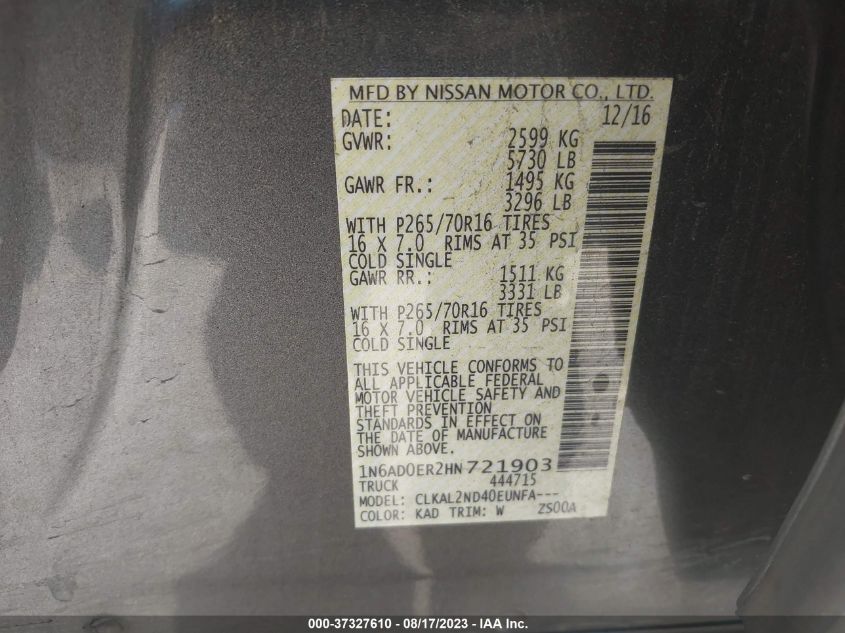 MFD BY NISSAN MOTOR CO., LTD.
DATE: 12/16
GVWR: 2599 KG
5730 LB
GAWR FR.: 1495 KG
3296 LB
WITH P265/70R16 TIRES
16 X 7.0 RIMS AT 35 PSI
COLD SINGLE
GAWR RR.: 1511 KG
3331 LB
WITH P265/70R16 TIRES
16 X 7.0 RIMS AT 35 PSI
COLD SINGLE
THIS VEHICLE CONFORMS TO
ALL APPLICABLE FEDERAL
MOTOR VEHICLE SAFETY AND
THEFT PREVENTION
STANDARDS IN EFFECT ON
THE DATE OF MANUFACTURE
SHOWN ABOVE.
1N6AD0ER2HN721903
TRUCK 444715
MODEL: CLKAL2ND40EUNFA---
COLOR: KAD TRIM: W ZS00A
000-37327610 - 08/17/2023 - IAA Inc.